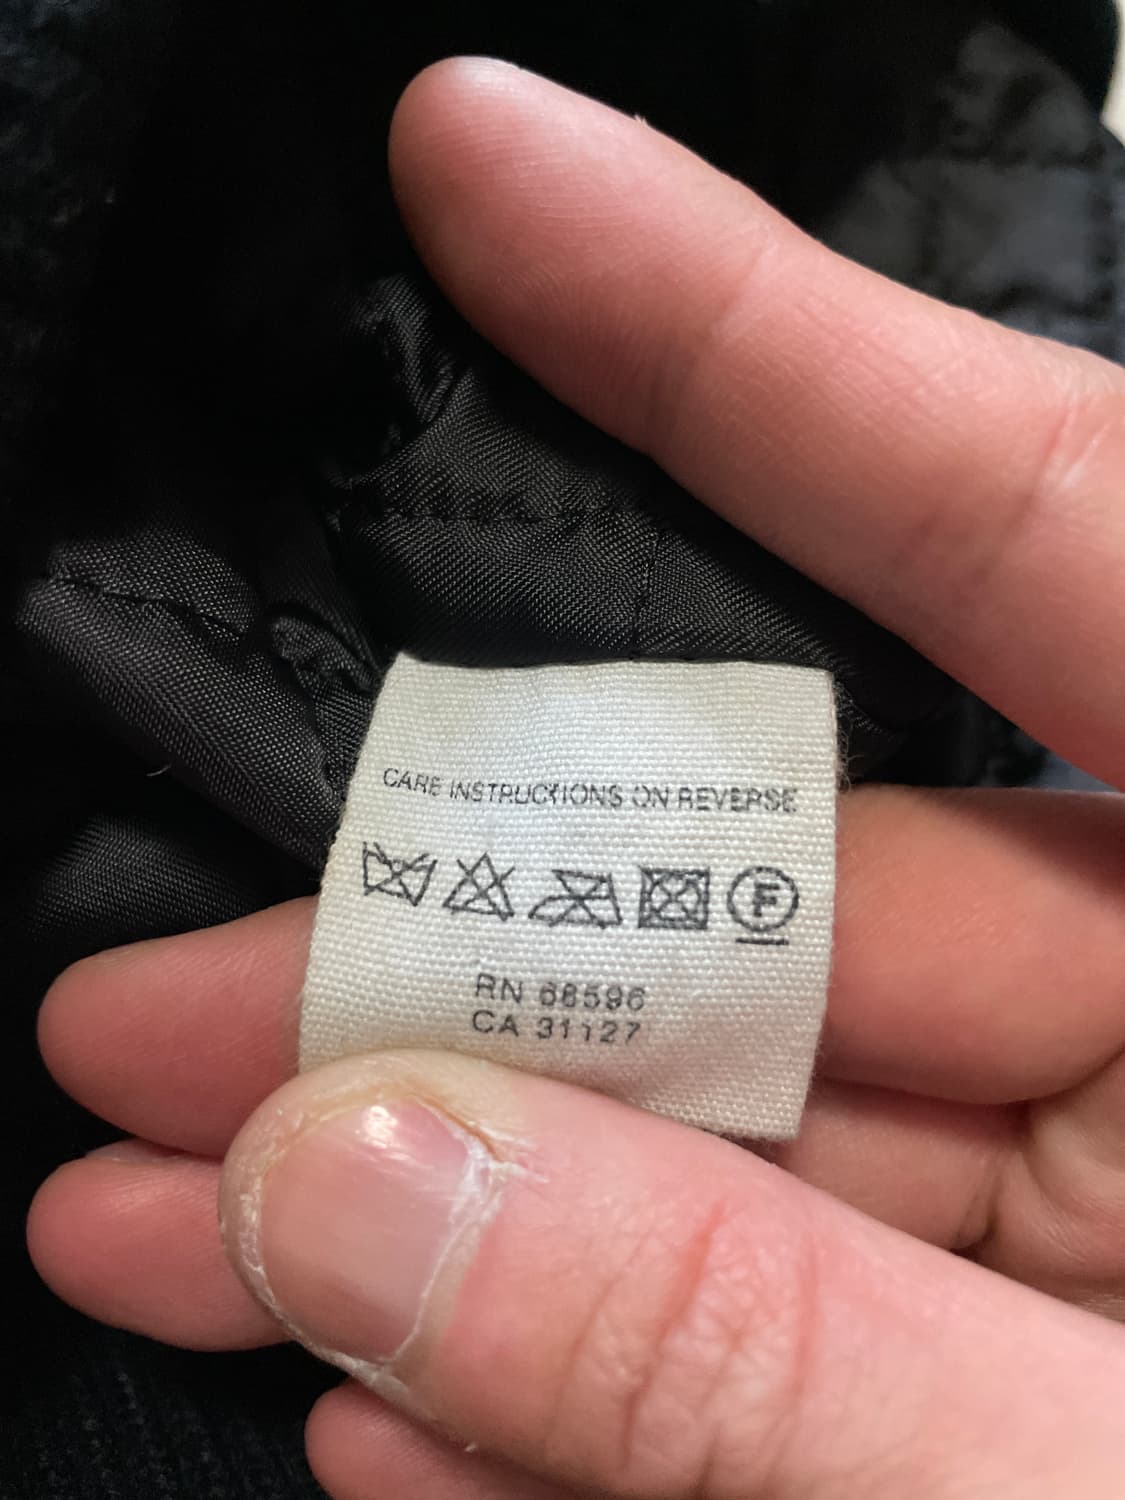 CARE INSTRUCTIONS ON REVERSE
F
RN 68596
CA 31127